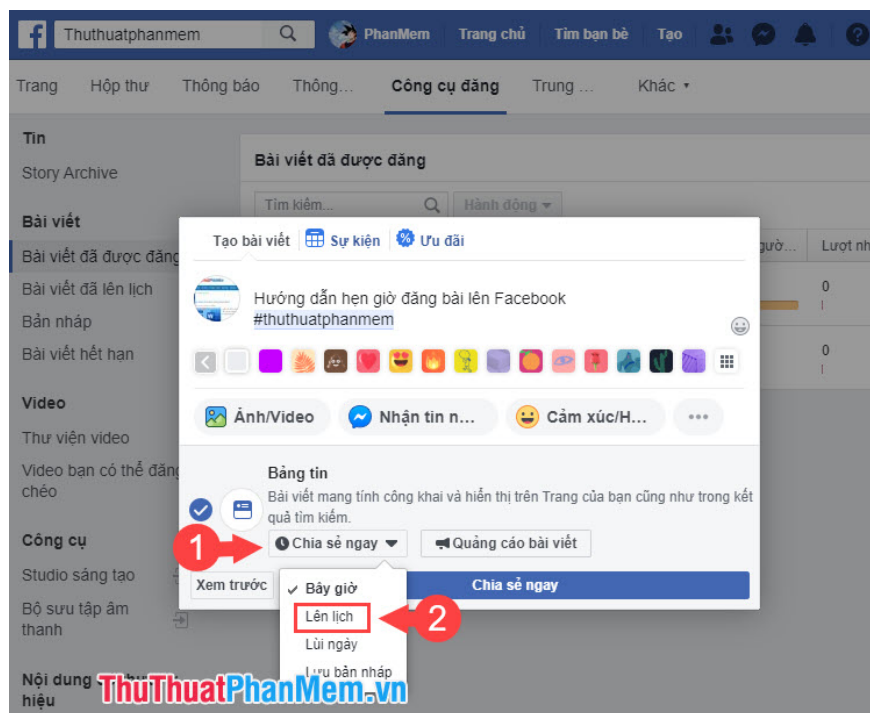 f Thuthuatphanmem PhanMem Trang chủ Tìm bạn bè Tạo
Trang Hộp thư Thông báo Thông... Công cụ đăng Trung ... Khác
Tin
Story Archive
Bài viết đã được đăng
Tìm kiếm... Hành động
Bài viết
Bài viết đã được đăng
Bài viết đã lên lịch
Bản nháp
Bài viết hết hạn
Video
Thư viện video
Video bạn có thể đăng
chéo
Công cụ
Studio sáng tạo
Bộ sưu tập âm
thanh
Nội dung
hiệu
Lượt nh
0
0
Tạo bài viết Sự kiện Ưu đãi
Hướng dẫn hẹn giờ đăng bài lên Facebook
#thuthuatphanmem
Ảnh/Video Nhận tin n... Cảm xúc/H...
Bảng tin
Bài viết mang tính công khai và hiển thị trên Trang của bạn cũng như trong kết
quả tìm kiếm.
1 Chia sẻ ngay Quảng cáo bài viết
Xem trước Chia sẻ ngay
Bây giờ
Lên lịch 2
Lùi ngày
Lưu bản nháp
ThuThuatPhanMem.vn